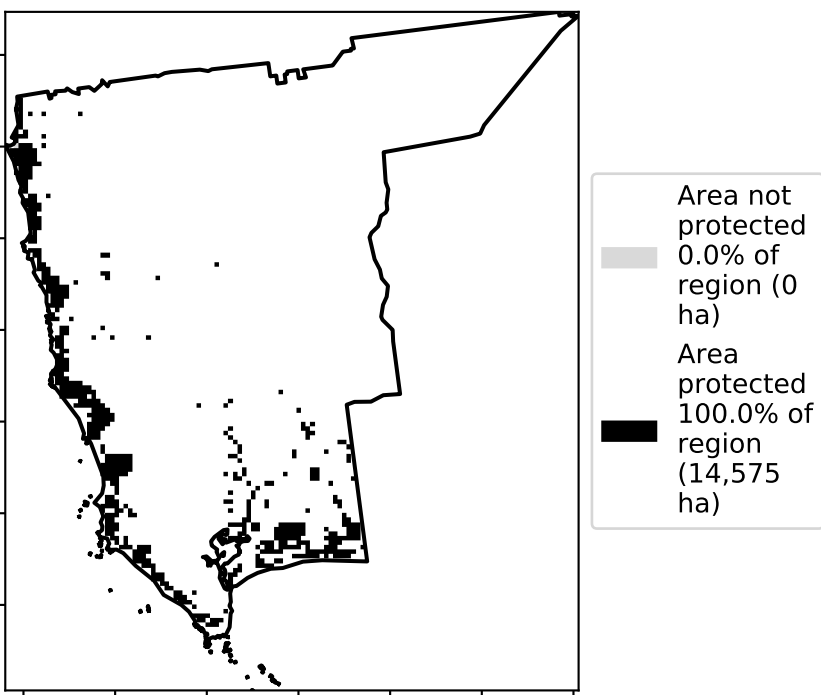 Area not
protected
0.0% of
region (0
ha)
Area
protected
100.0% of
region
(14,575
ha)